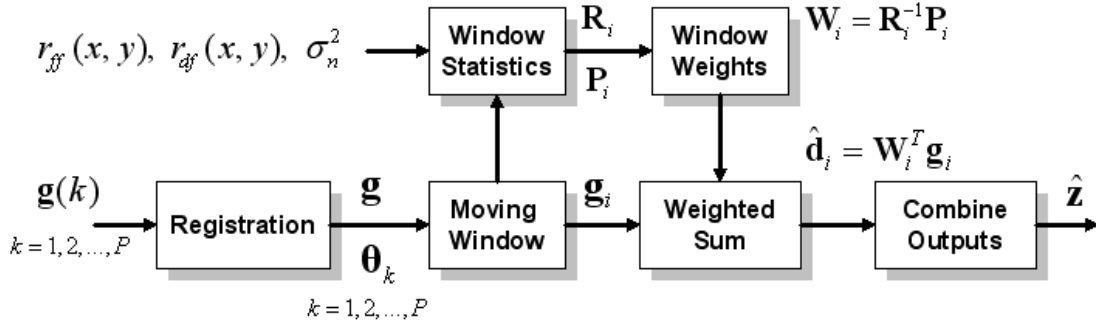 r_ff (x, y), r_df (x, y), σ_n^2
Window
Statistics
R_i
P_i
Window
Weights
W_i = R_i^{-1} P_i
d̂_i = W_i^T g_i
g(k)
k = 1, 2, ..., P
Registration
g
θ_k
k = 1, 2, ..., P
Moving
Window
g_i
Weighted
Sum
Combine
Outputs
ẑ